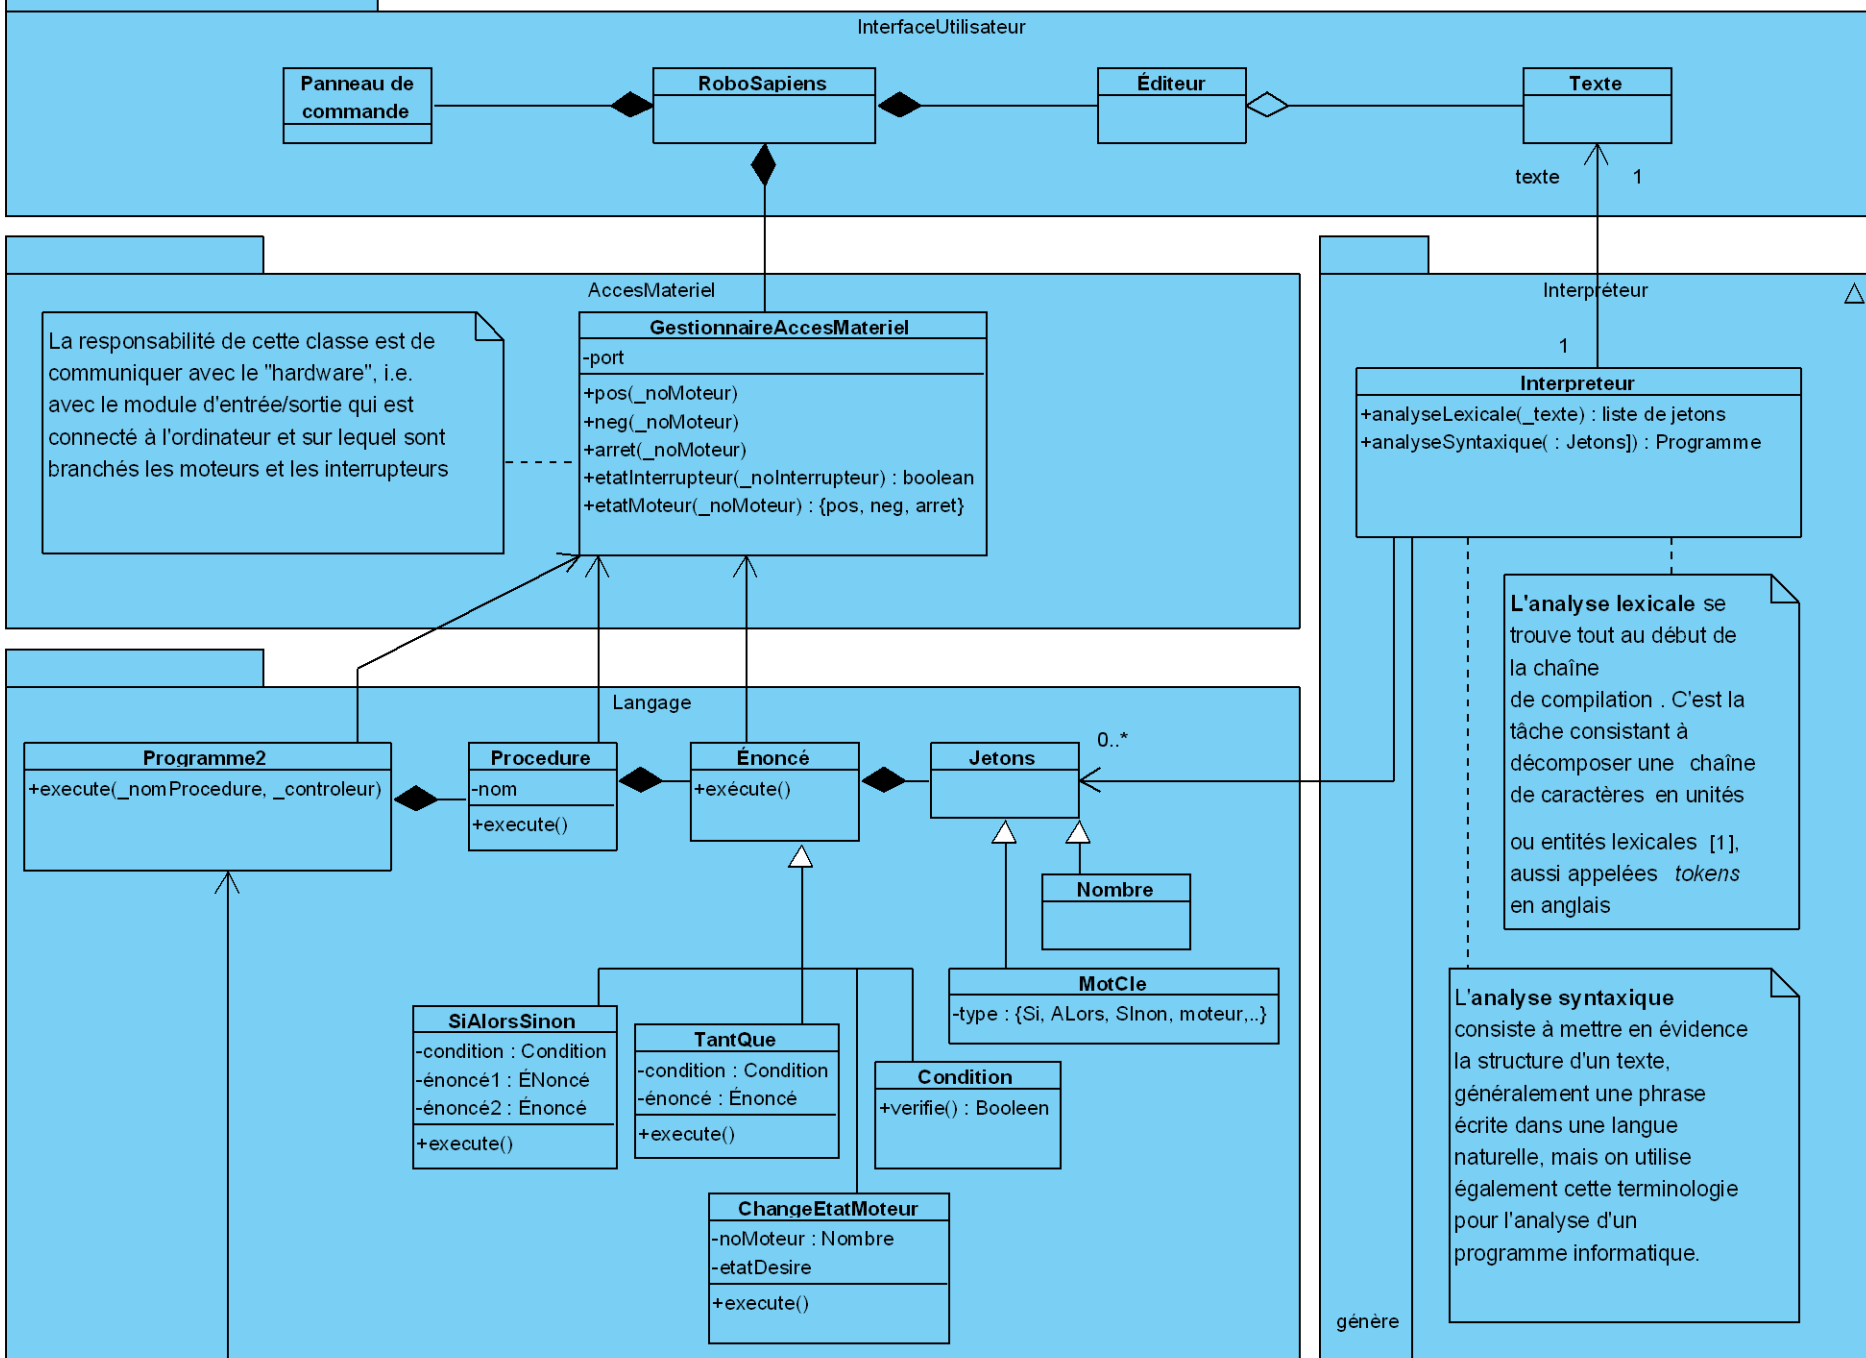 InterfaceUtilisateur
Panneau de
commande
RoboSapiens
Éditeur
Texte
texte
1
AccesMateriel
La responsabilité de cette classe est de
communiquer avec le "hardware", i.e.
avec le module d'entrée/sortie qui est
connecté à l'ordinateur et sur lequel sont
branchés les moteurs et les interrupteurs
GestionnaireAccesMateriel
-port
+pos(_noMoteur)
+neg(_noMoteur)
+arret(_noMoteur)
+etatInterrupteur(_noInterrupteur) : boolean
+etatMoteur(_noMoteur) : {pos, neg, arret}
Interpréteur
1
Interpreteur
+analyseLexicale(_texte) : liste de jetons
+analyseSyntaxique( : Jetons]) : Programme
L'analyse lexicale se
trouve tout au début de
la chaîne
de compilation . C'est la
tâche consistant à
décomposer une chaîne
de caractères en unités
ou entités lexicales [1],
aussi appelées tokens
en anglais
L'analyse syntaxique
consiste à mettre en évidence
la structure d'un texte,
généralement une phrase
écrite dans une langue
naturelle, mais on utilise
également cette terminologie
pour l'analyse d'un
programme informatique.
génère
Langage
Programme2
+execute(_nomProcedure, _controleur)
Procedure
-nom
+execute()
Énoncé
+exécute()
Jetons
0..*
Nombre
MotCle
-type : {Si, ALors, SInon, moteur,..}
SiAlorsSinon
-condition : Condition
-énoncé1 : ÉNoncé
-énoncé2 : Énoncé
+execute()
TantQue
-condition : Condition
-énoncé : Énoncé
+execute()
Condition
+verifie() : Booleen
ChangeEtatMoteur
-noMoteur : Nombre
-etatDesire
+execute()